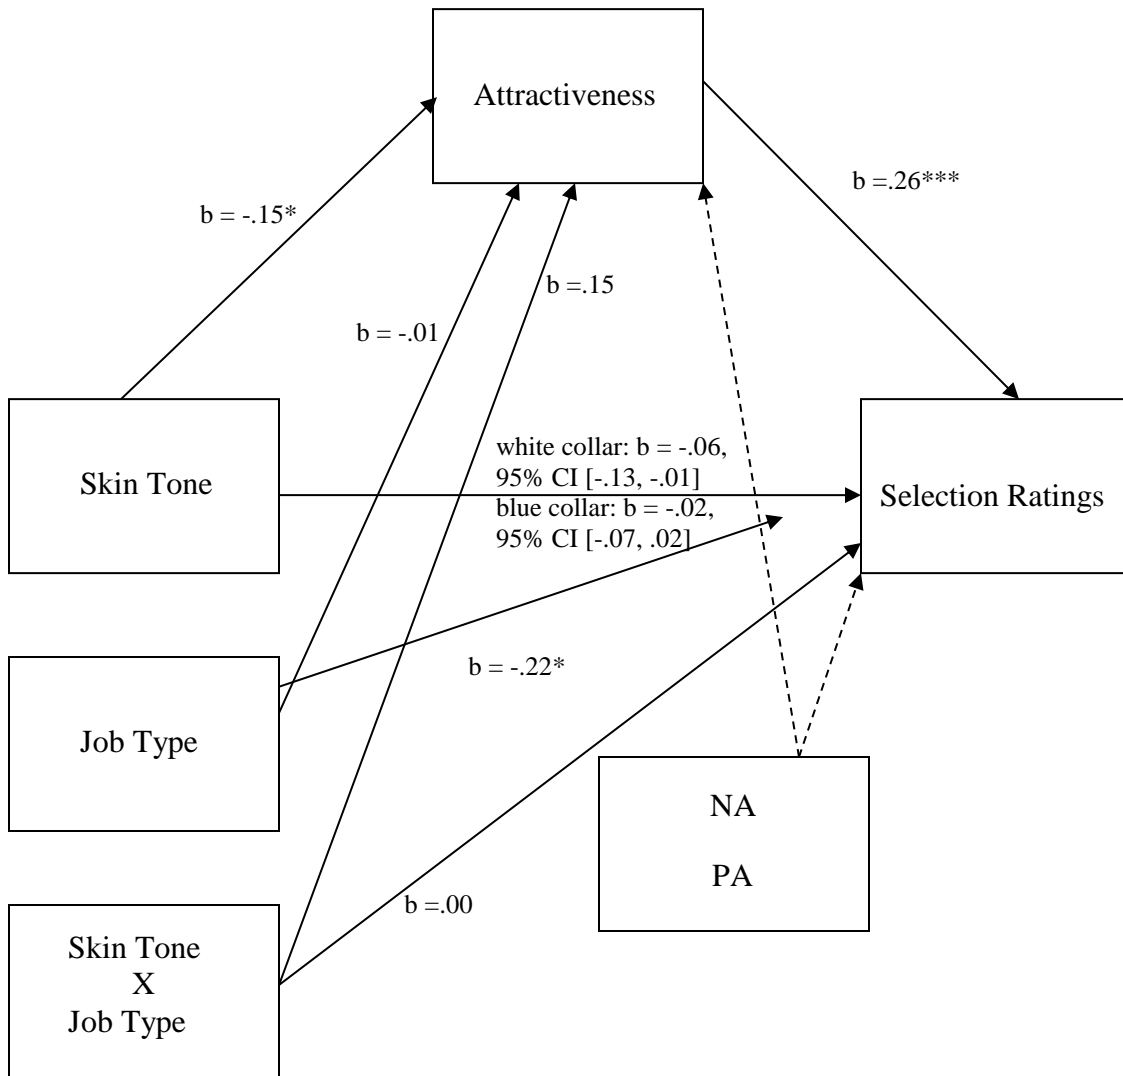 Attractiveness
b =.26***
b = -.15*
b =.15
b = -.01
white collar: b = -.06,
95% CI [-.13, -.01]
blue collar: b = -.02,
95% CI [-.07, .02]
Skin Tone
Selection Ratings
b = -.22*
Job Type
NA
PA
b =.00
Skin Tone
X
Job Type